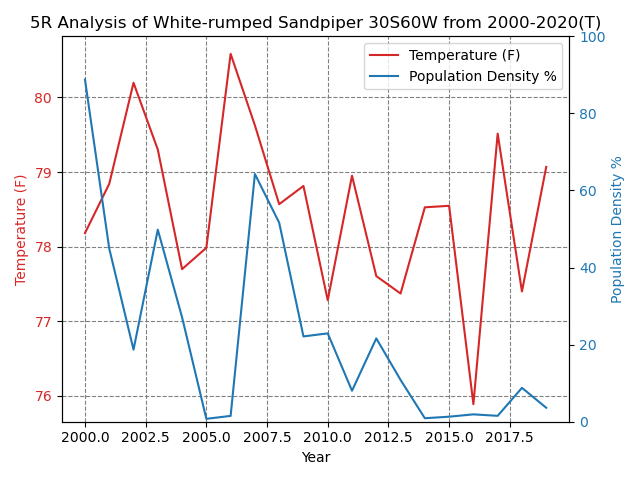 5R Analysis of White-rumped Sandpiper 30S60W from 2000-2020(T)
Temperature (F)
Population Density %
80
79
78
77
76
Temperature (F)
100
80
60
40
20
0
Population Density %
2000.0 2002.5 2005.0 2007.5 2010.0 2012.5 2015.0 2017.5
Year